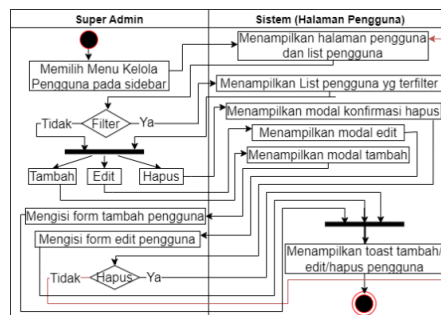 Super Admin
Sistem (Halaman Pengguna)
Menampilkan halaman pengguna
dan list pengguna
Memilih Menu Kelola
Pengguna pada sidebar
Menampilkan List pengguna yg terfilter
Menampilkan modal konfirmasi hapus
Tidak
Filter
Ya
Menampilkan modal edit
Menampilkan modal tambah
Tambah
Edit
Hapus
Mengisi form tambah pengguna
Mengisi form edit pengguna
Menampilkan toast tambah/
edit/hapus pengguna
Tidak
Hapus
Ya